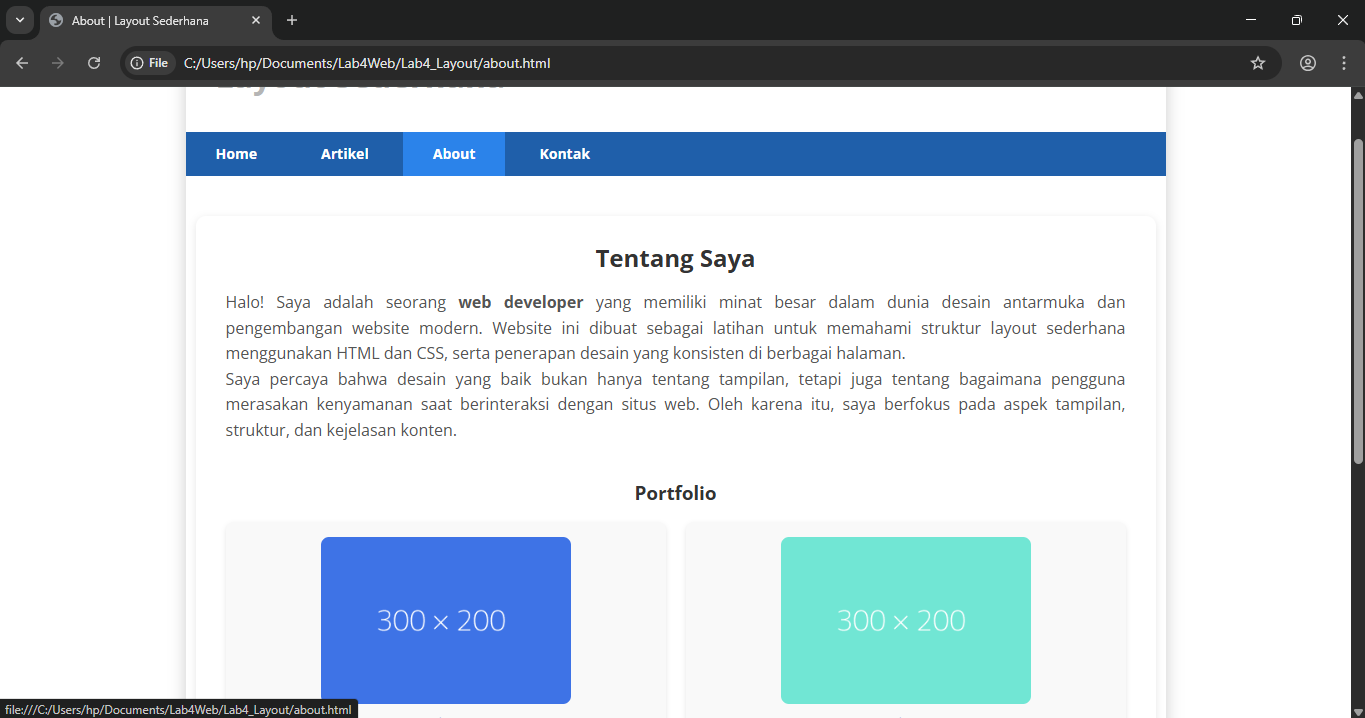 About | Layout Sederhana
File
C:/Users/hp/Documents/Lab4Web/Lab4_Layout/about.html
Layout Sederhana
Home Artikel About Kontak
Tentang Saya
Halo! Saya adalah seorang web developer yang memiliki minat besar dalam dunia desain antarmuka dan
pengembangan website modern. Website ini dibuat sebagai latihan untuk memahami struktur layout sederhana
menggunakan HTML dan CSS, serta penerapan desain yang konsisten di berbagai halaman.
Saya percaya bahwa desain yang baik bukan hanya tentang tampilan, tetapi juga tentang bagaimana pengguna
merasakan kenyamanan saat berinteraksi dengan situs web. Oleh karena itu, saya berfokus pada aspek tampilan,
struktur, dan kejelasan konten.
Portfolio
300 × 200 300 × 200
file:///C:/Users/hp/Documents/Lab4Web/Lab4_Layout/about.html